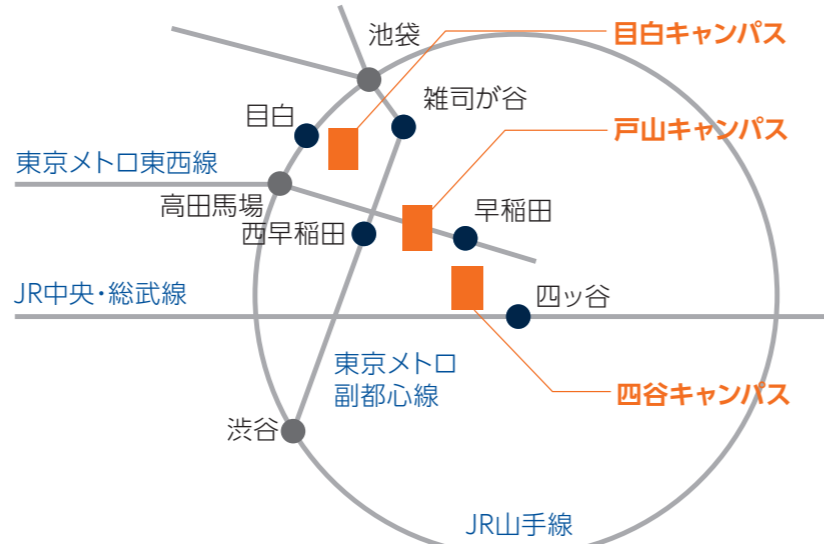 池袋
目白キャンパス
雑司が谷
目白
戸山キャンパス
東京メトロ東西線
高田馬場
早稲田
西早稲田
JR中央・総武線
四ッ谷
東京メトロ
副都心線
四谷キャンパス
渋谷
JR山手線